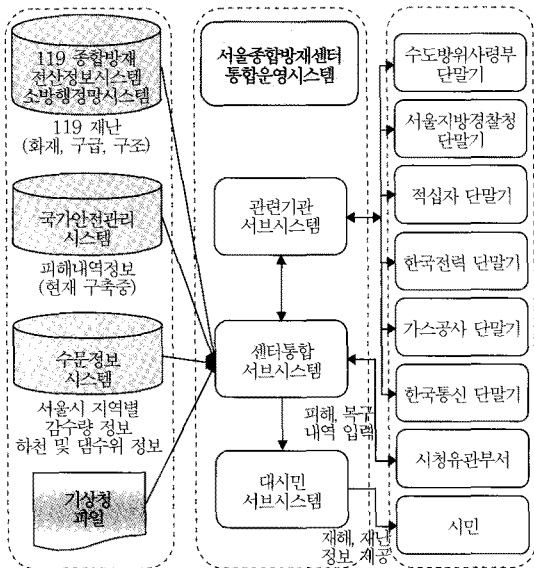 119 종합방재
전산정보시스템
소방행정망시스템
119 재난
(화재, 구급, 구조)
국가안전관리
시스템
피해내역정보
(현재 구축중)
수문정보
시스템
서울시 지역별
감수량 정보
하천 및 댐수위 정보
기상청
파일
서울종합방재센터
통합운영시스템
관련기관
서브시스템
센터통합
서브시스템
피해, 복구
내역 입력
대시민
서브시스템
재해, 재난
정보 제공
수도방위사령부
단말기
서울지방경찰청
단말기
적십자 단말기
한국전력 단말기
가스공사 단말기
한국통신 단말기
시청유관부서
시민